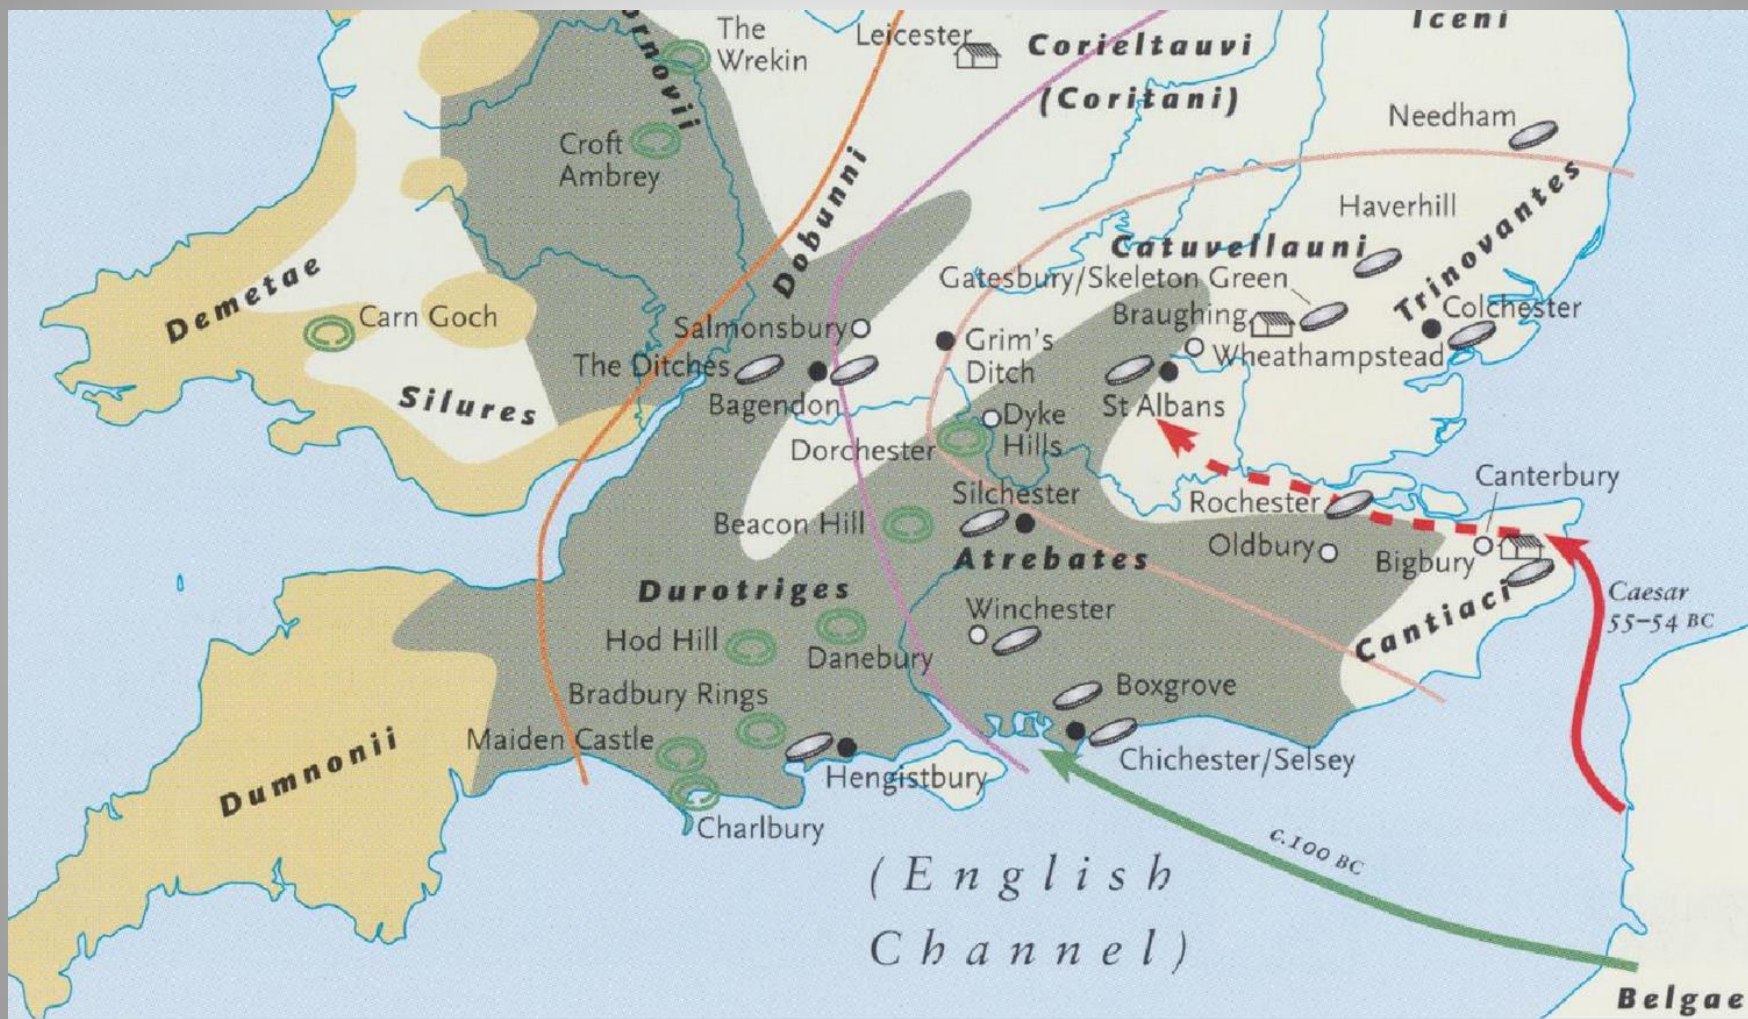 The
Wrekin
Leicester
Corieltauvi
(Coritani)
Iceni
ornovii
Croft
Ambrey
Needham
Dobunni
Haverhill
Trinovantes
Catuvellauni
Gatesbury/Skeleton Green
Demetae
Carn Goch
Salmonsbury
Braughing
Colchester
Grim's
Ditch
Wheathampstead
The Ditches
Bagendon
St Albans
Silures
Dyke
Hills
Dorchester
Canterbury
Silchester
Rochester
Beacon Hill
Oldbury
Bigbury
Atrebates
Durotriges
Cantiaci
Caesar
55–54 BC
Winchester
Hod Hill
Danebury
Bradbury Rings
Boxgrove
Maiden Castle
Chichester/Selsey
Dumnonii
Hengistbury
Charlbury
c.100 BC
(English
Channel)
Belgae